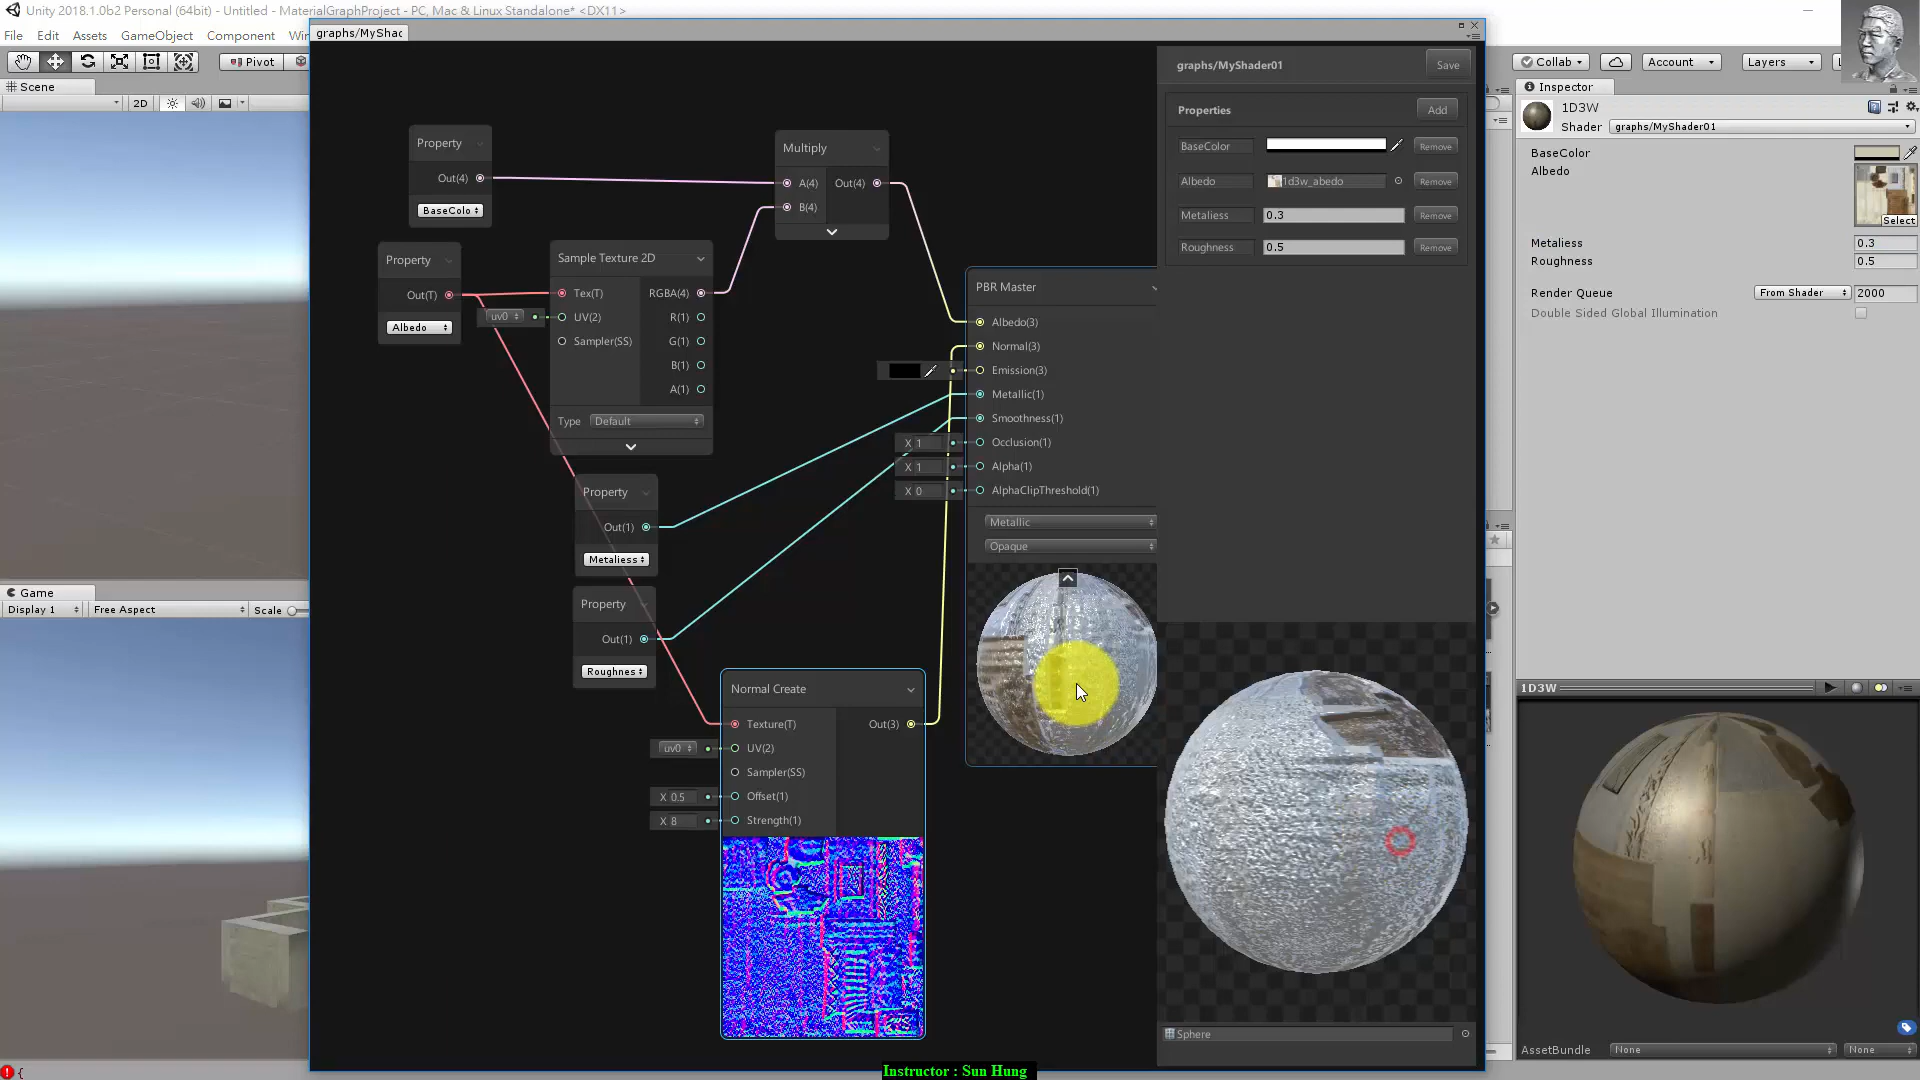 Unity 2018.1.0b2 Personal (64bit) - Untitled - MaterialGraphProject - PC, Mac & Linux Standalone* <DX11>
File Edit Assets GameObject Component Win
graphs/MyShac
Pivot
Collab Account Layers L
Scene
2D
Inspector
1D3W
Shader graphs/MyShader01
BaseColor
Albedo
Select
Metaliess 0.3
Roughness 0.5
Render Queue From Shader 2000
Double Sided Global Illumination
graphs/MyShader01 Save
Properties Add
BaseColor Remove
Albedo 1d3w_abedo Remove
Metaliess 0.3 Remove
Roughness 0.5 Remove
Property
Out(4)
BaseColo
Multiply
A(4) Out(4)
B(4)
Property
Out(T)
Albedo
Sample Texture 2D
Tex(T) RGBA(4)
uv0 UV(2) R(1)
Sampler(SS) G(1)
B(1)
A(1)
Type Default
PBR Master
Albedo(3)
Normal(3)
Emission(3)
Metallic(1)
Smoothness(1)
X 1 Occlusion(1)
X 1 Alpha(1)
X 0 AlphaClipThreshold(1)
Metallic
Opaque
Property
Out(1)
Metaliess
Property
Out(1)
Roughnes
Normal Create
Texture(T) Out(3)
uv0 UV(2)
Sampler(SS)
X 0.5 Offset(1)
X 8 Strength(1)
Game
Display 1 Free Aspect Scale
1D3W
Sphere
AssetBundle None None
{
Instructor : Sun Hung